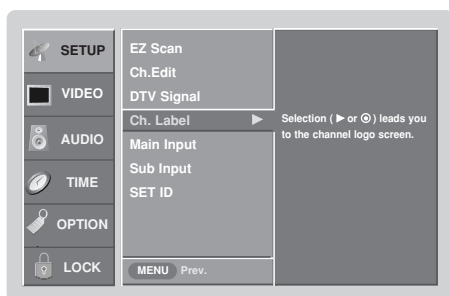 SETUP
VIDEO
AUDIO
TIME
OPTION
LOCK
EZ Scan
Ch.Edit
DTV Signal
Ch. Label ▶
Main Input
Sub Input
SET ID
MENU Prev.
Selection ( ▶ or ⊙ ) leads you
to the channel logo screen.